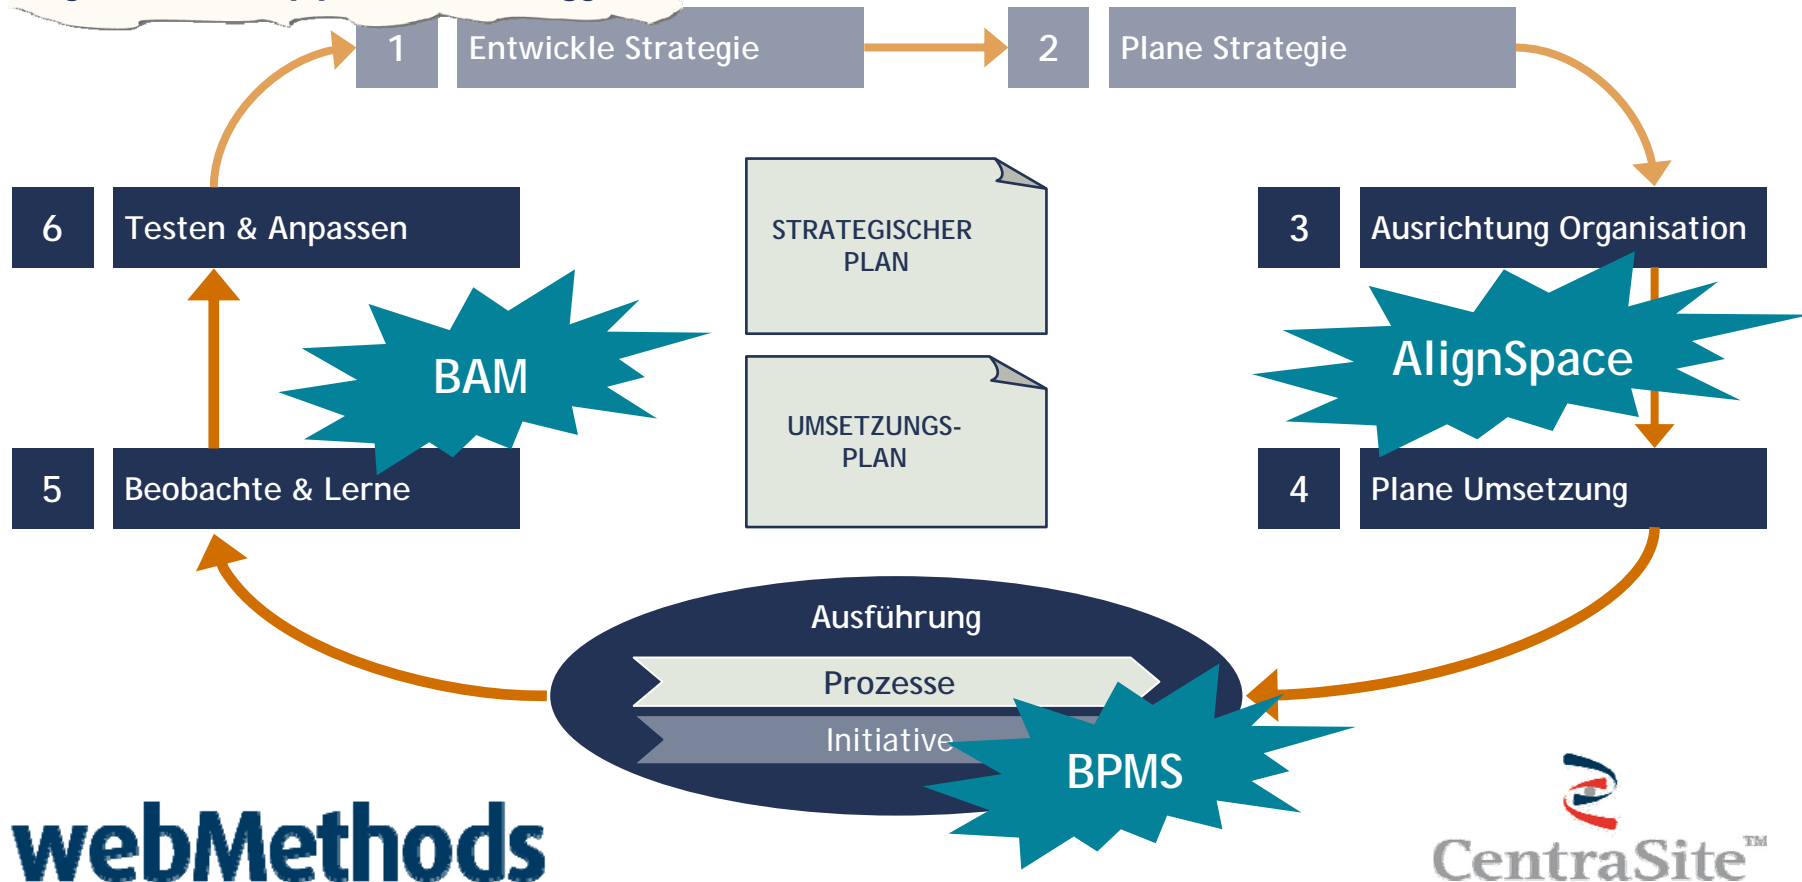 1 Entwickle Strategie
2 Plane Strategie
6 Testen & Anpassen
STRATEGISCHER
PLAN
3 Ausrichtung Organisation
BAM
AlignSpace
UMSETZUNGS-
PLAN
5 Beobachte & Lerne
4 Plane Umsetzung
Ausführung
Prozesse
Initiative
BPMS
webMethods
CentraSite™